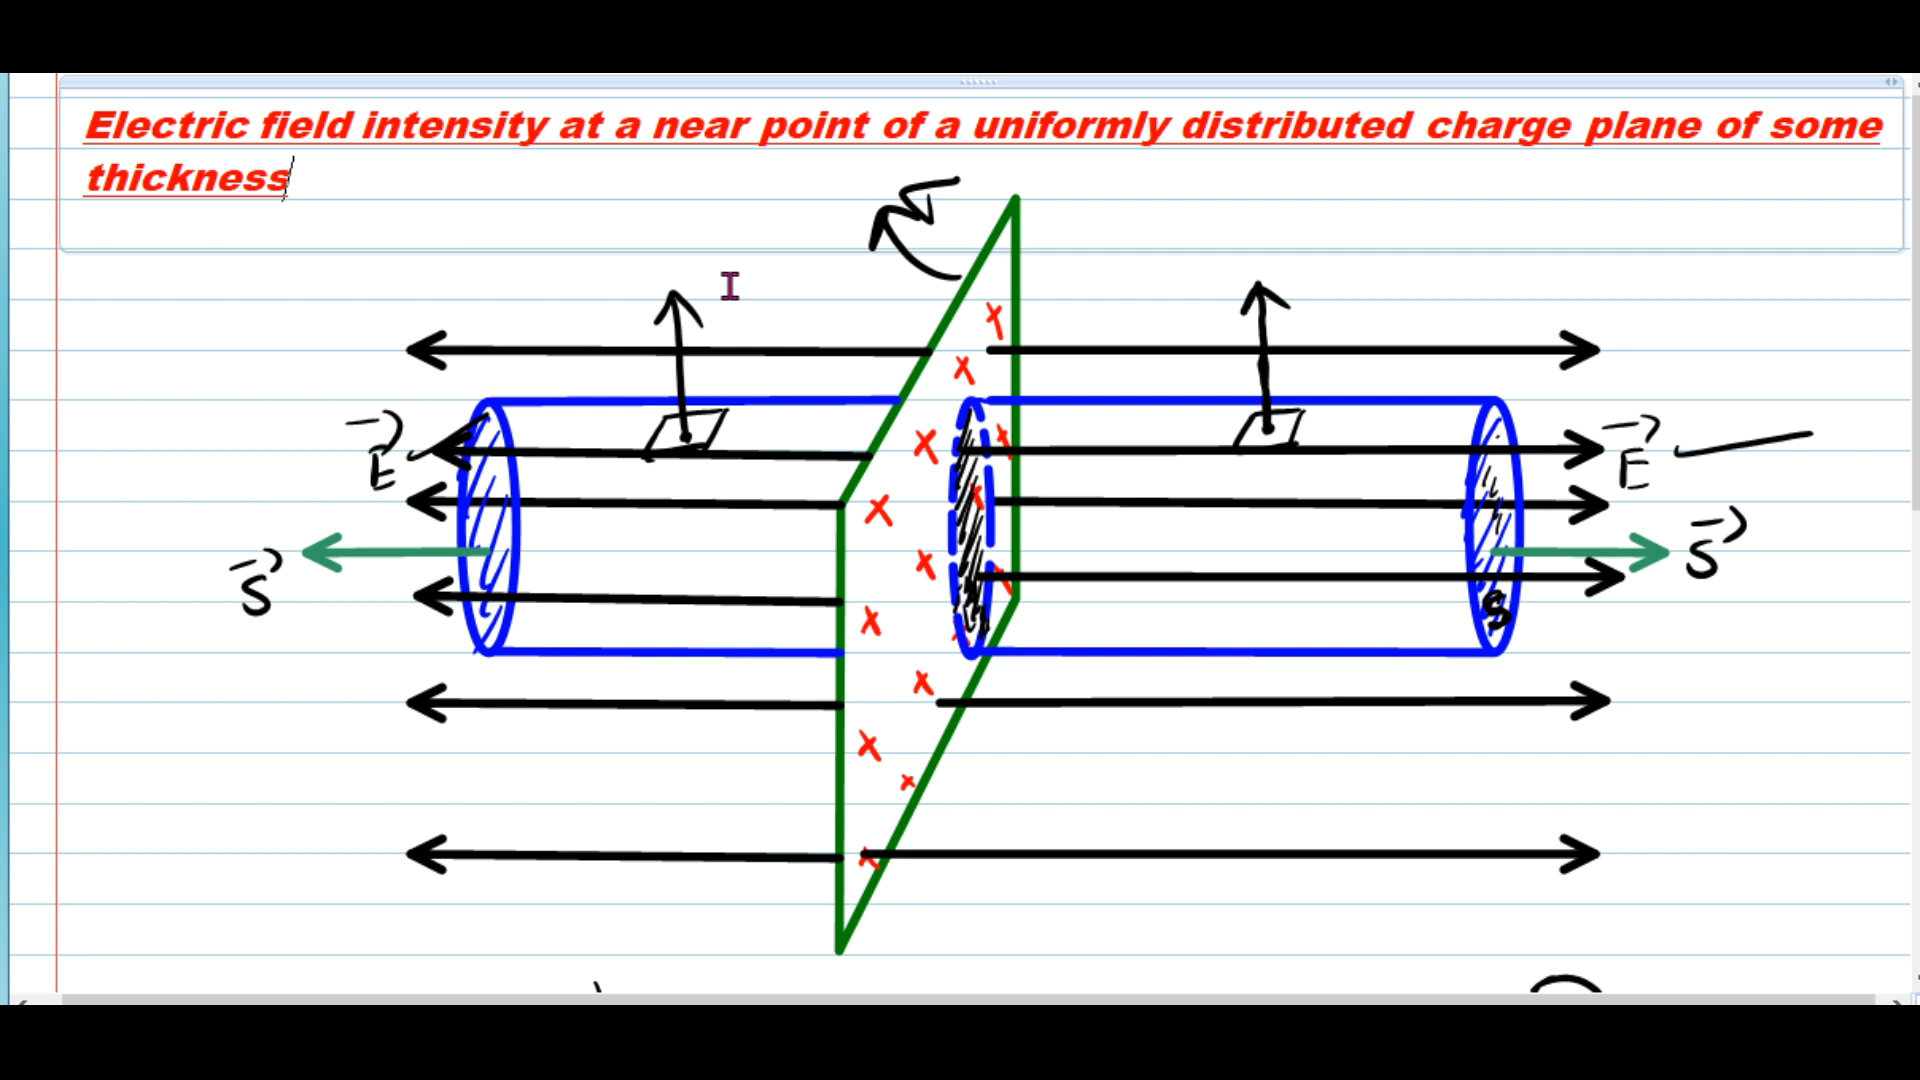 Electric field intensity at a near point of a uniformly distributed charge plane of some
thickness
E
E
S
S
S